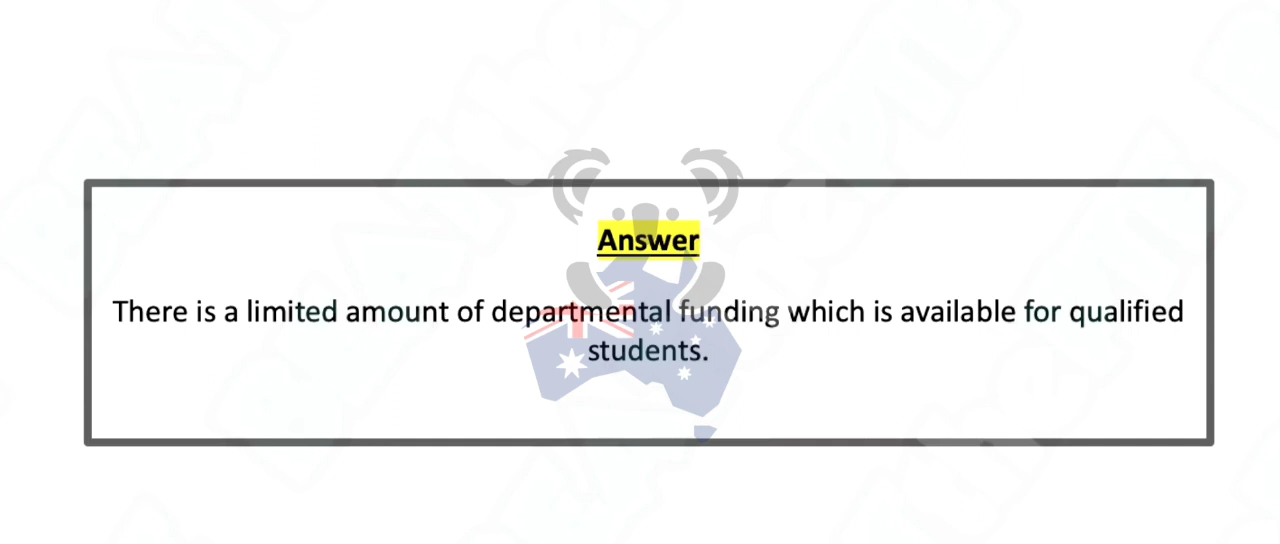 Answer
There is a limited amount of departmental funding which is available for qualified
students.